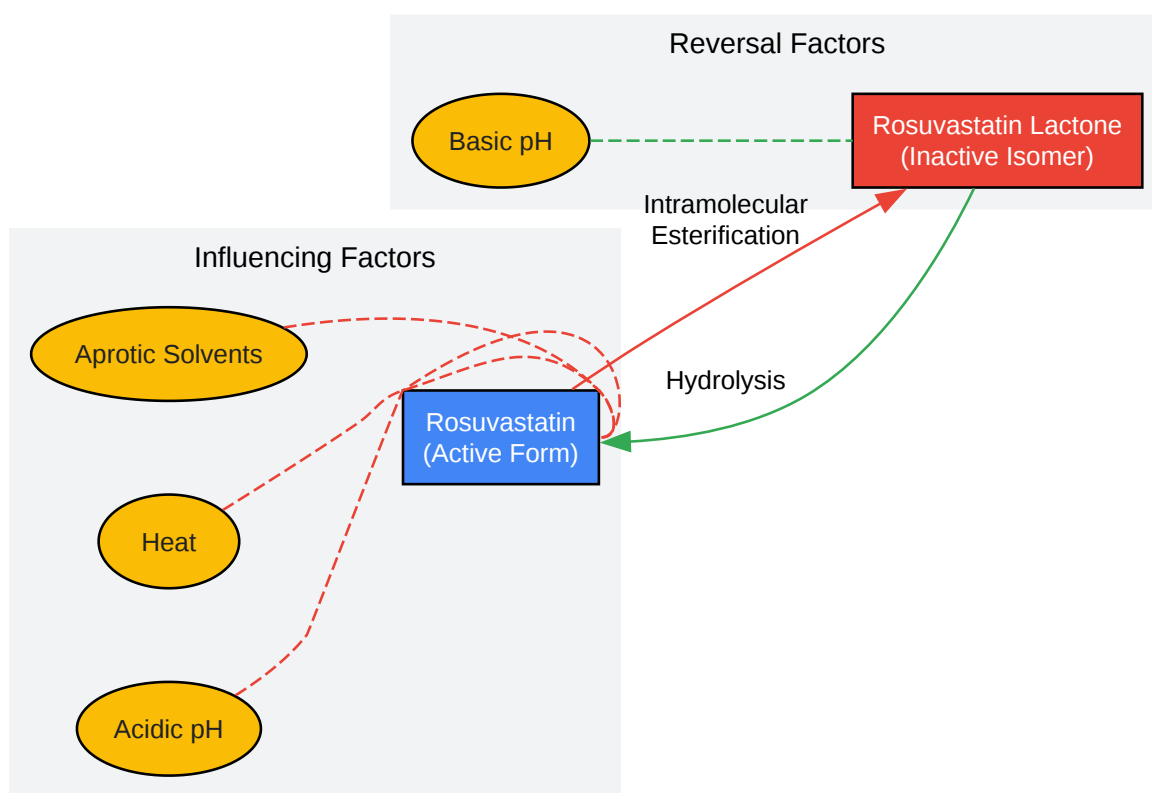 Reversal Factors
Basic pH
Rosuvastatin Lactone
(Inactive Isomer)
Intramolecular
Esterification
Influencing Factors
Aprotic Solvents
Hydrolysis
Rosuvastatin
(Active Form)
Heat
Acidic pH